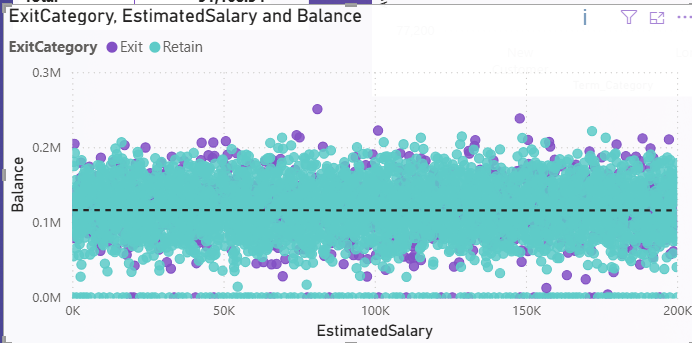 ExitCategory, EstimatedSalary and Balance
ExitCategory Exit Retain
0.3M
0.2M
0.1M
0.0M
Balance
0K 50K 100K 150K 200K
EstimatedSalary